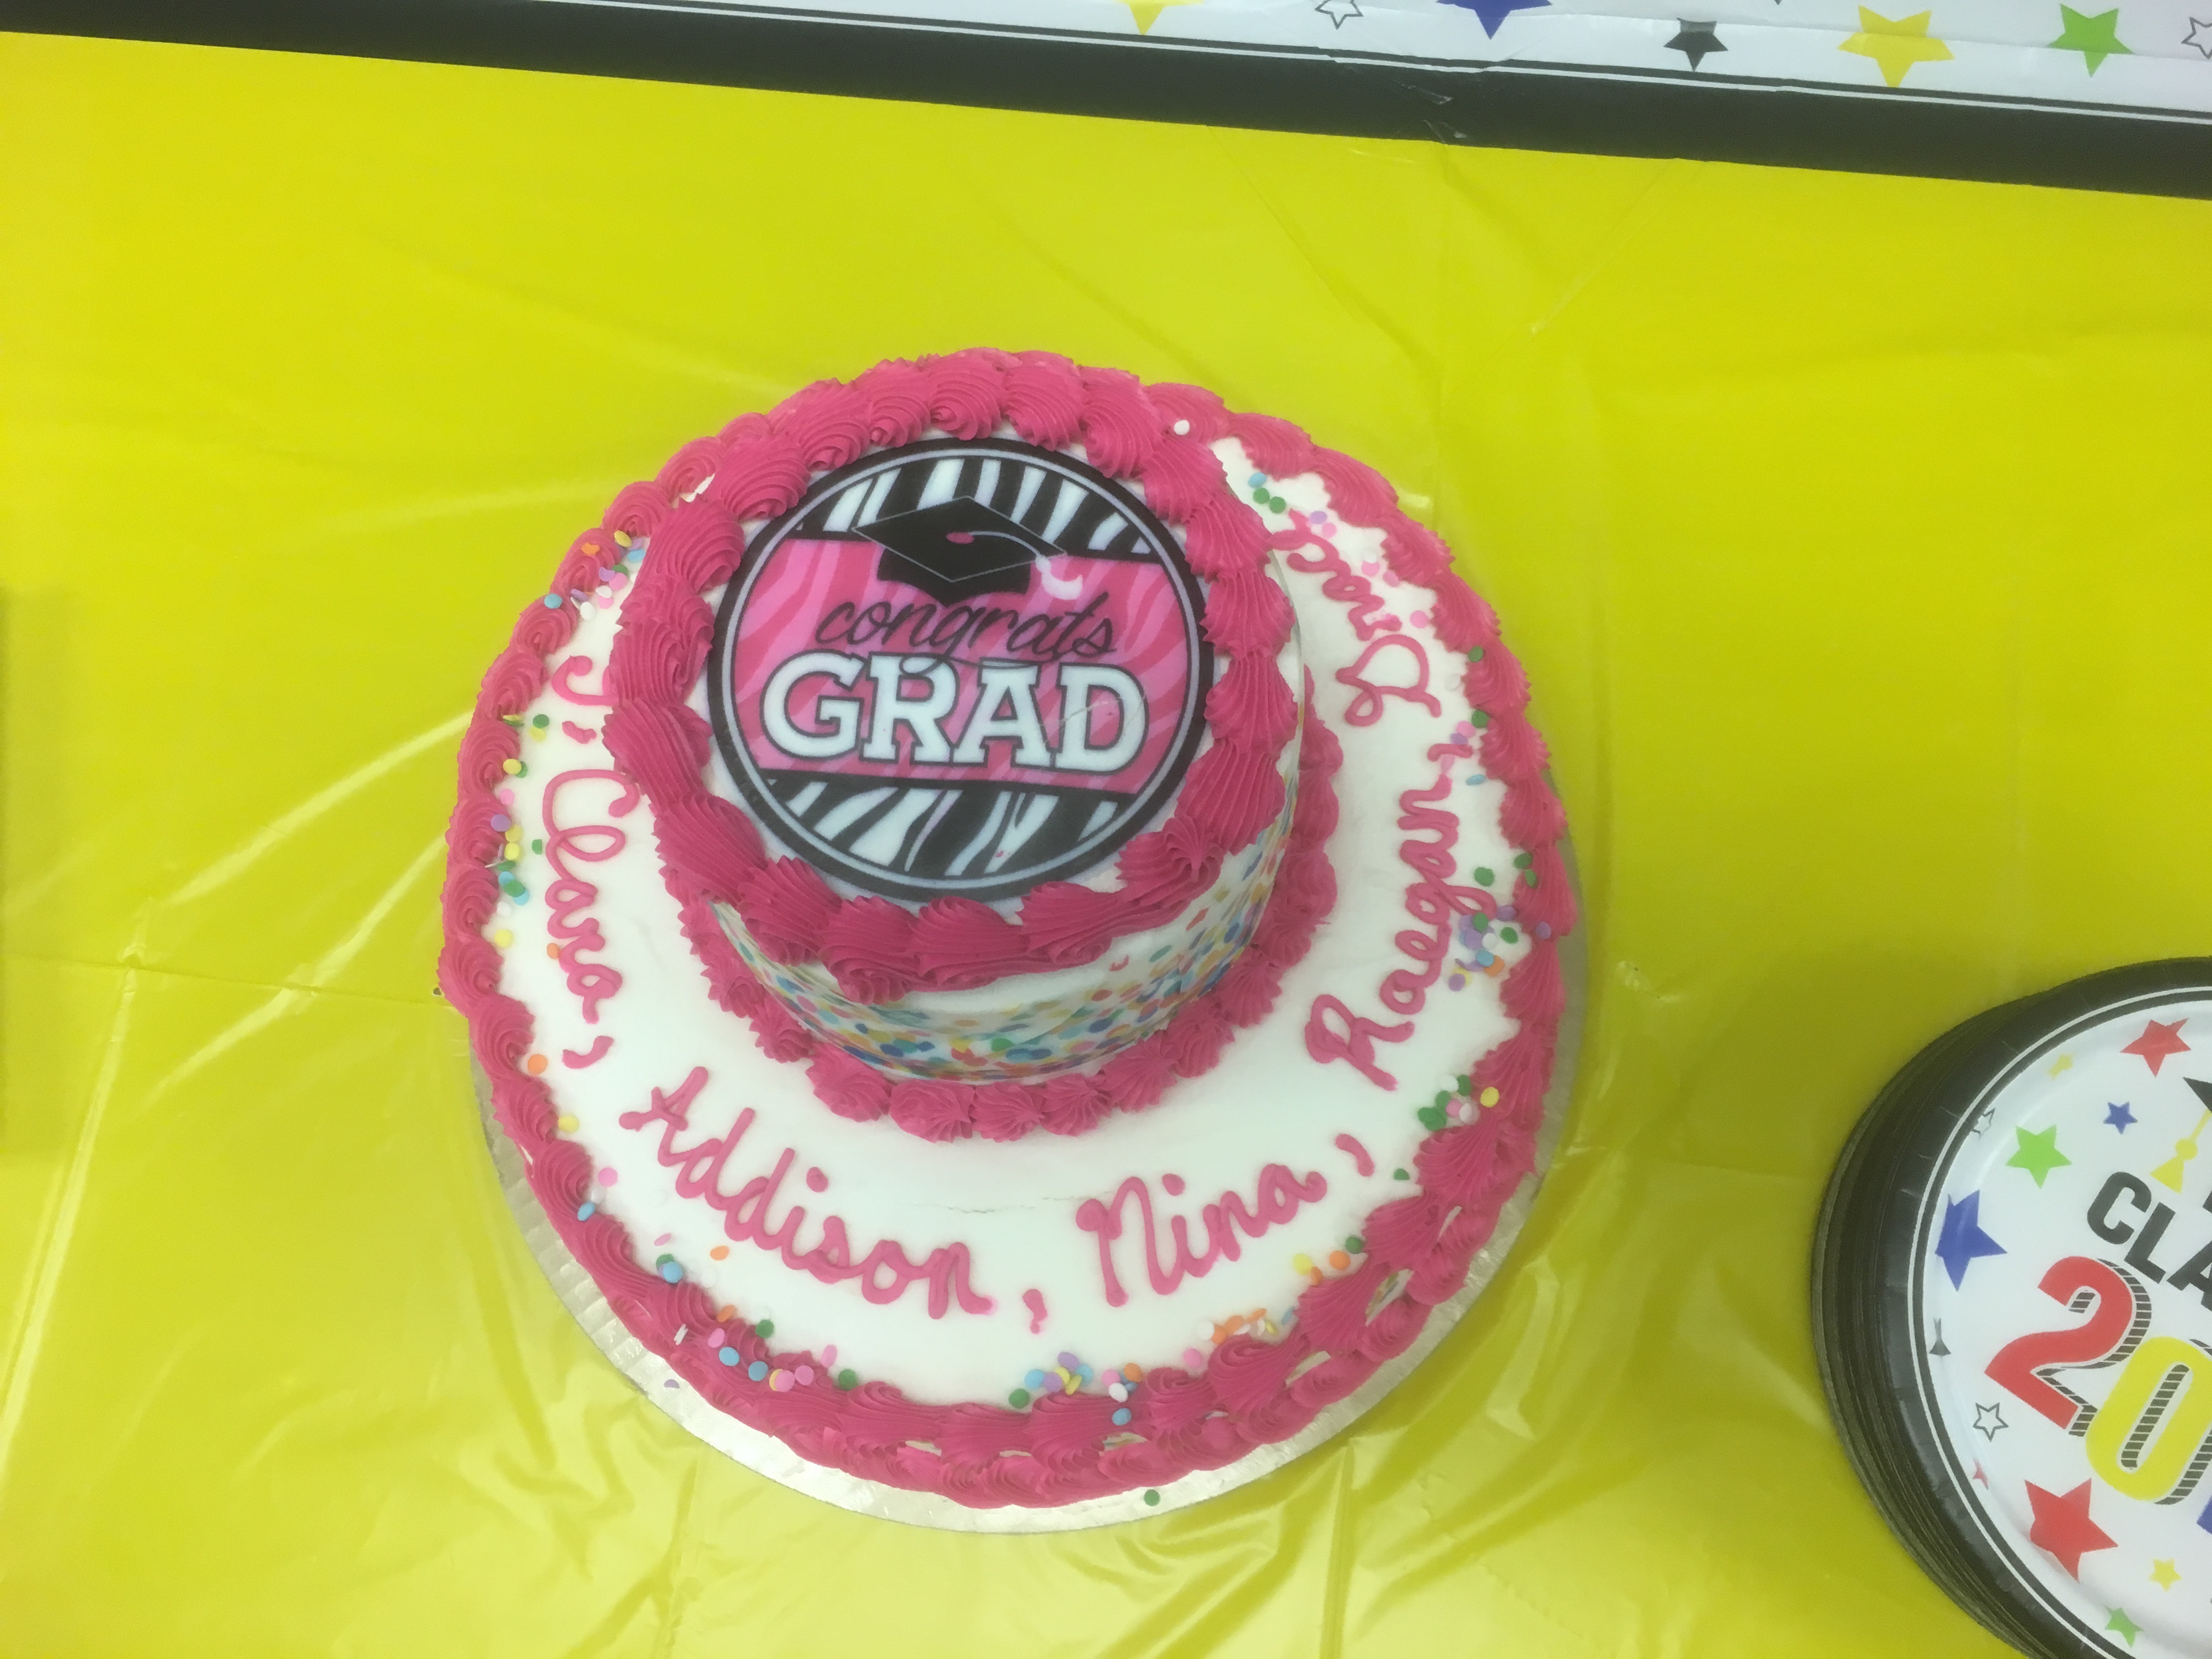 congrats
GRAD
Clara,
Addison, Nina,
Raegan,
CLA
20